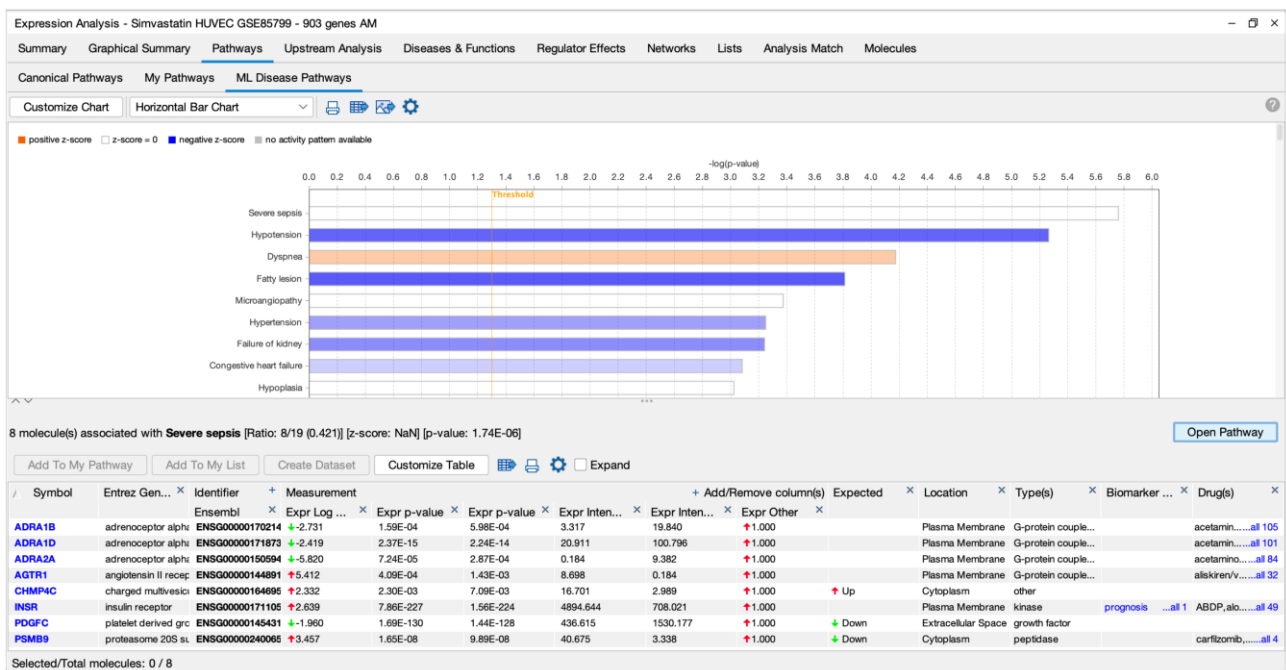 Expression Analysis - Simvastatin HUVEC GSE85799 - 903 genes AM
Summary Graphical Summary Pathways Upstream Analysis Diseases & Functions Regulator Effects Networks Lists Analysis Match Molecules
Canonical Pathways My Pathways ML Disease Pathways
Customize Chart Horizontal Bar Chart
positive z-score z-score = 0 negative z-score no activity pattern available
-log(p-value)
0.0 0.2 0.4 0.6 0.8 1.0 1.2 1.4 1.6 1.8 2.0 2.2 2.4 2.6 2.8 3.0 3.2 3.4 3.6 3.8 4.0 4.2 4.4 4.6 4.8 5.0 5.2 5.4 5.6 5.8 6.0
Threshold
Severe sepsis
Hypotension
Dyspnea
Fatty lesion
Microangiopathy
Hypertension
Failure of kidney
Congestive heart failure
Hypoplasia
8 molecule(s) associated with Severe sepsis [Ratio: 8/19 (0.421)] [z-score: NaN] [p-value: 1.74E-06] Open Pathway
Add To My Pathway Add To My List Create Dataset Customize Table Expand
Symbol Entrez Gen... Identifier Measurement + Add/Remove column(s) Expected Location Type(s) Biomarker ... Drug(s)
Ensembl Expr Log ... Expr p-value Expr p-value Expr Inten... Expr Inten... Expr Other
ADRA1B adrenoceptor alpha ENSG00000170214 ↓-2.731 1.59E-04 5.98E-04 3.317 19.840 ↑1.000 Plasma Membrane G-protein couple... acetamin......all 105
ADRA1D adrenoceptor alpha ENSG00000171873 ↓-2.419 2.37E-15 2.24E-14 20.911 100.796 ↑1.000 Plasma Membrane G-protein couple... acetamin......all 101
ADRA2A adrenoceptor alpha ENSG00000150594 ↓-5.820 7.24E-05 2.87E-04 0.184 9.382 ↑1.000 Plasma Membrane G-protein couple... acetamino......all 84
AGTR1 angiotensin II recep ENSG00000144891 ↑5.412 4.09E-04 1.43E-03 8.698 0.184 ↑1.000 Plasma Membrane G-protein couple... aliskiren/v......all 32
CHMP4C charged multivesicu ENSG00000164695 ↑2.332 2.30E-03 7.09E-03 16.701 2.989 ↑1.000 ↑ Up Cytoplasm other
INSR insulin receptor ENSG00000171105 ↑2.639 7.86E-227 1.56E-224 4894.644 708.021 ↑1.000 Plasma Membrane kinase prognosis ...all 1 ABDP,alo......all 49
PDGFC platelet derived grc ENSG00000145431 ↓-1.960 1.69E-130 1.44E-128 436.615 1530.177 ↑1.000 ↓ Down Extracellular Space growth factor
PSMB9 proteasome 20S su ENSG00000240065 ↑3.457 1.65E-08 9.89E-08 40.675 3.338 ↑1.000 ↓ Down Cytoplasm peptidase carfilzomib,......all 4
Selected/Total molecules: 0 / 8